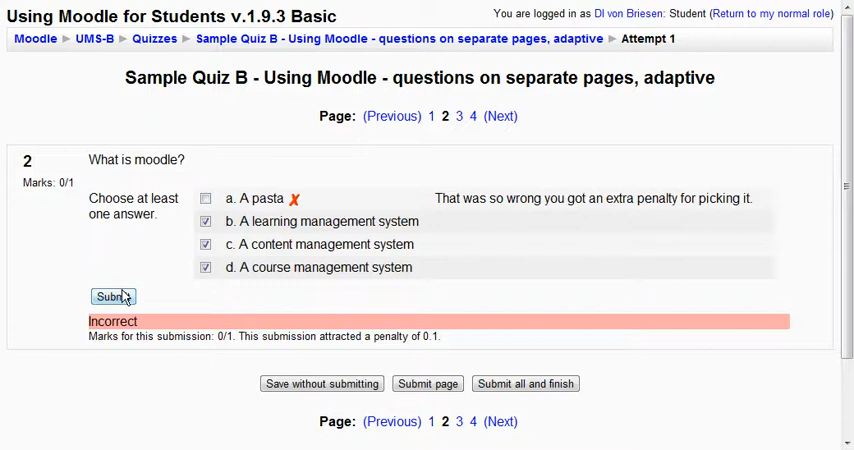 Using Moodle for Students v.1.9.3 Basic
You are logged in as DI von Briesen: Student (Return to my normal role)
Moodle ► UMS-B ► Quizzes ► Sample Quiz B - Using Moodle - questions on separate pages, adaptive ► Attempt 1
Sample Quiz B - Using Moodle - questions on separate pages, adaptive
Page: (Previous) 1 2 3 4 (Next)
2
What is moodle?
Marks: 0/1
Choose at least
one answer.
a. A pasta
That was so wrong you got an extra penalty for picking it.
b. A learning management system
c. A content management system
d. A course management system
Incorrect
Marks for this submission: 0/1. This submission attracted a penalty of 0.1.
Save without submitting
Submit page
Submit all and finish
Page: (Previous) 1 2 3 4 (Next)